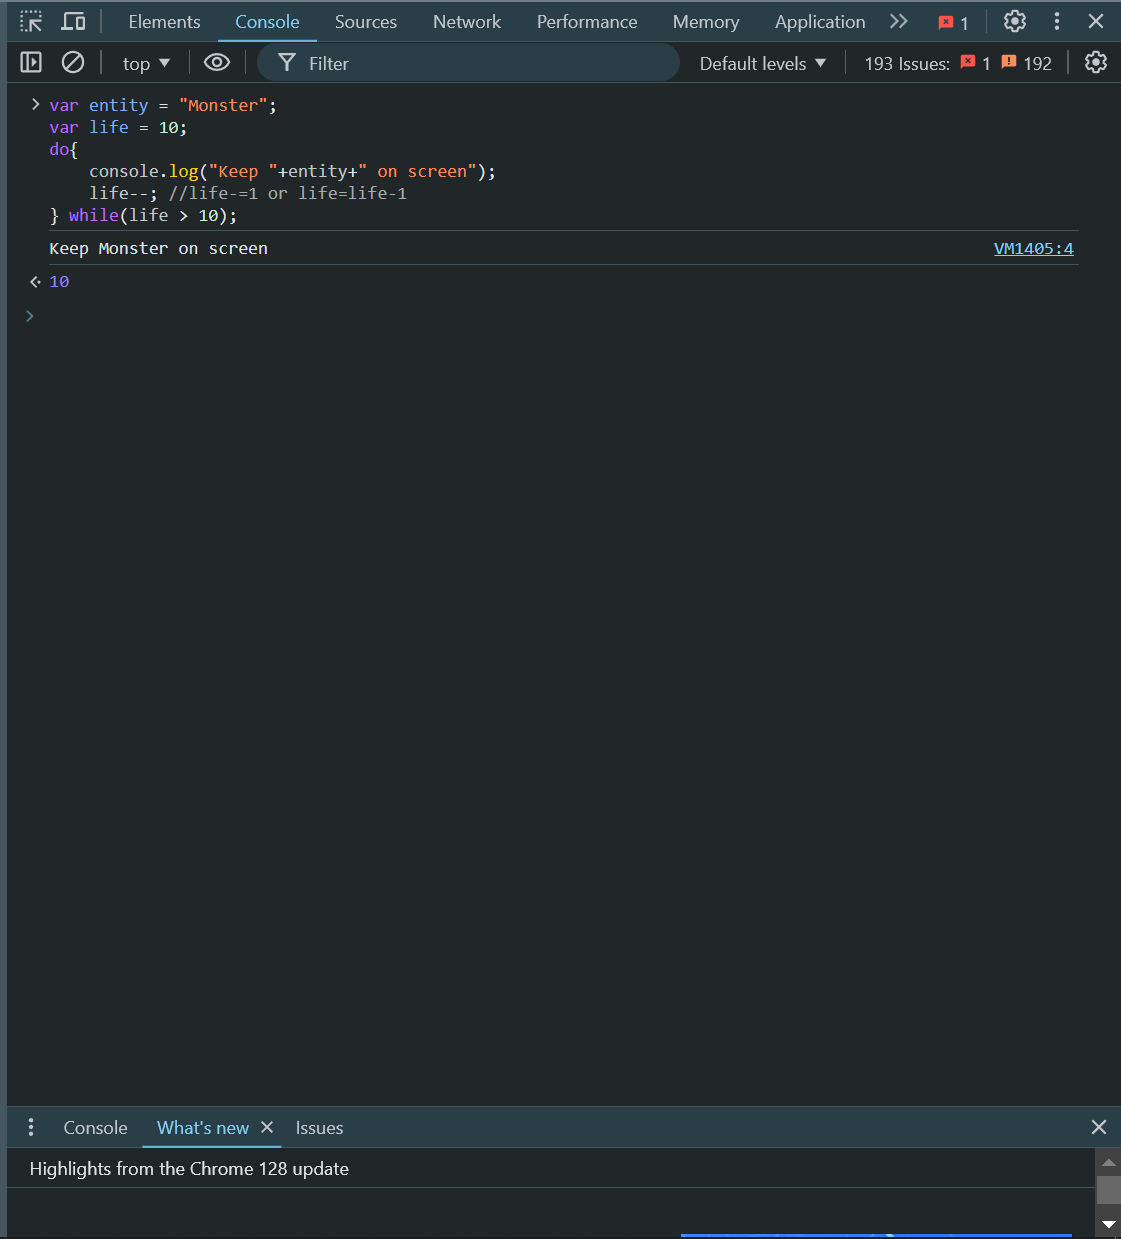 Elements Console Sources Network Performance Memory Application 1
top Filter Default levels 193 Issues: 1 192
var entity = "Monster";
var life = 10;
do{
    console.log("Keep "+entity+" on screen");
    life--; //life-=1 or life=life-1
} while(life > 10);
Keep Monster on screen VM1405:4
10
Console What's new Issues
Highlights from the Chrome 128 update